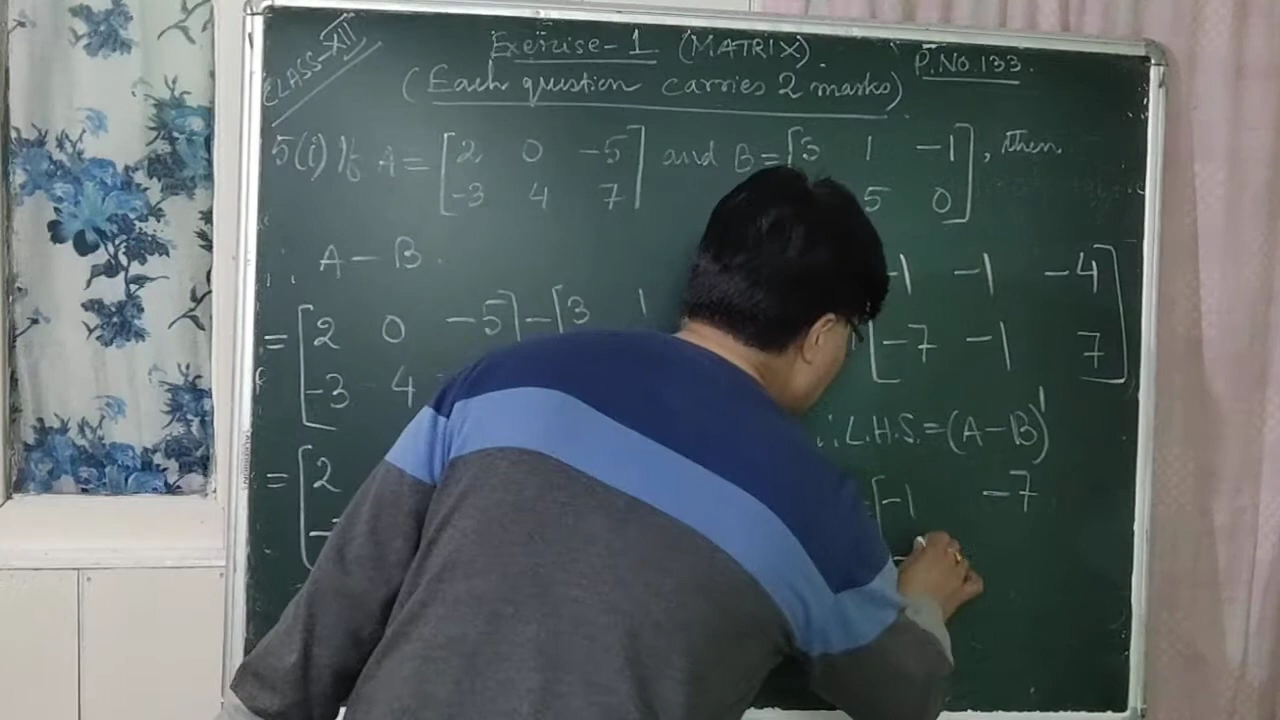 CLASS-XII
Exercise-1 (MATRIX).
P.No.133.
(Each question carries 2 marks)
5(i) If A = [2 0 -5] and B = [3 1 -1], then
[-3 4 7] 5 0]
∴ A - B.
= [2 0 -5] - [3 1
[-3 4
= [2
-1 -1 -4]
[-7 -1 7]
∴ L.H.S. = (A-B)'
= [-1 -7